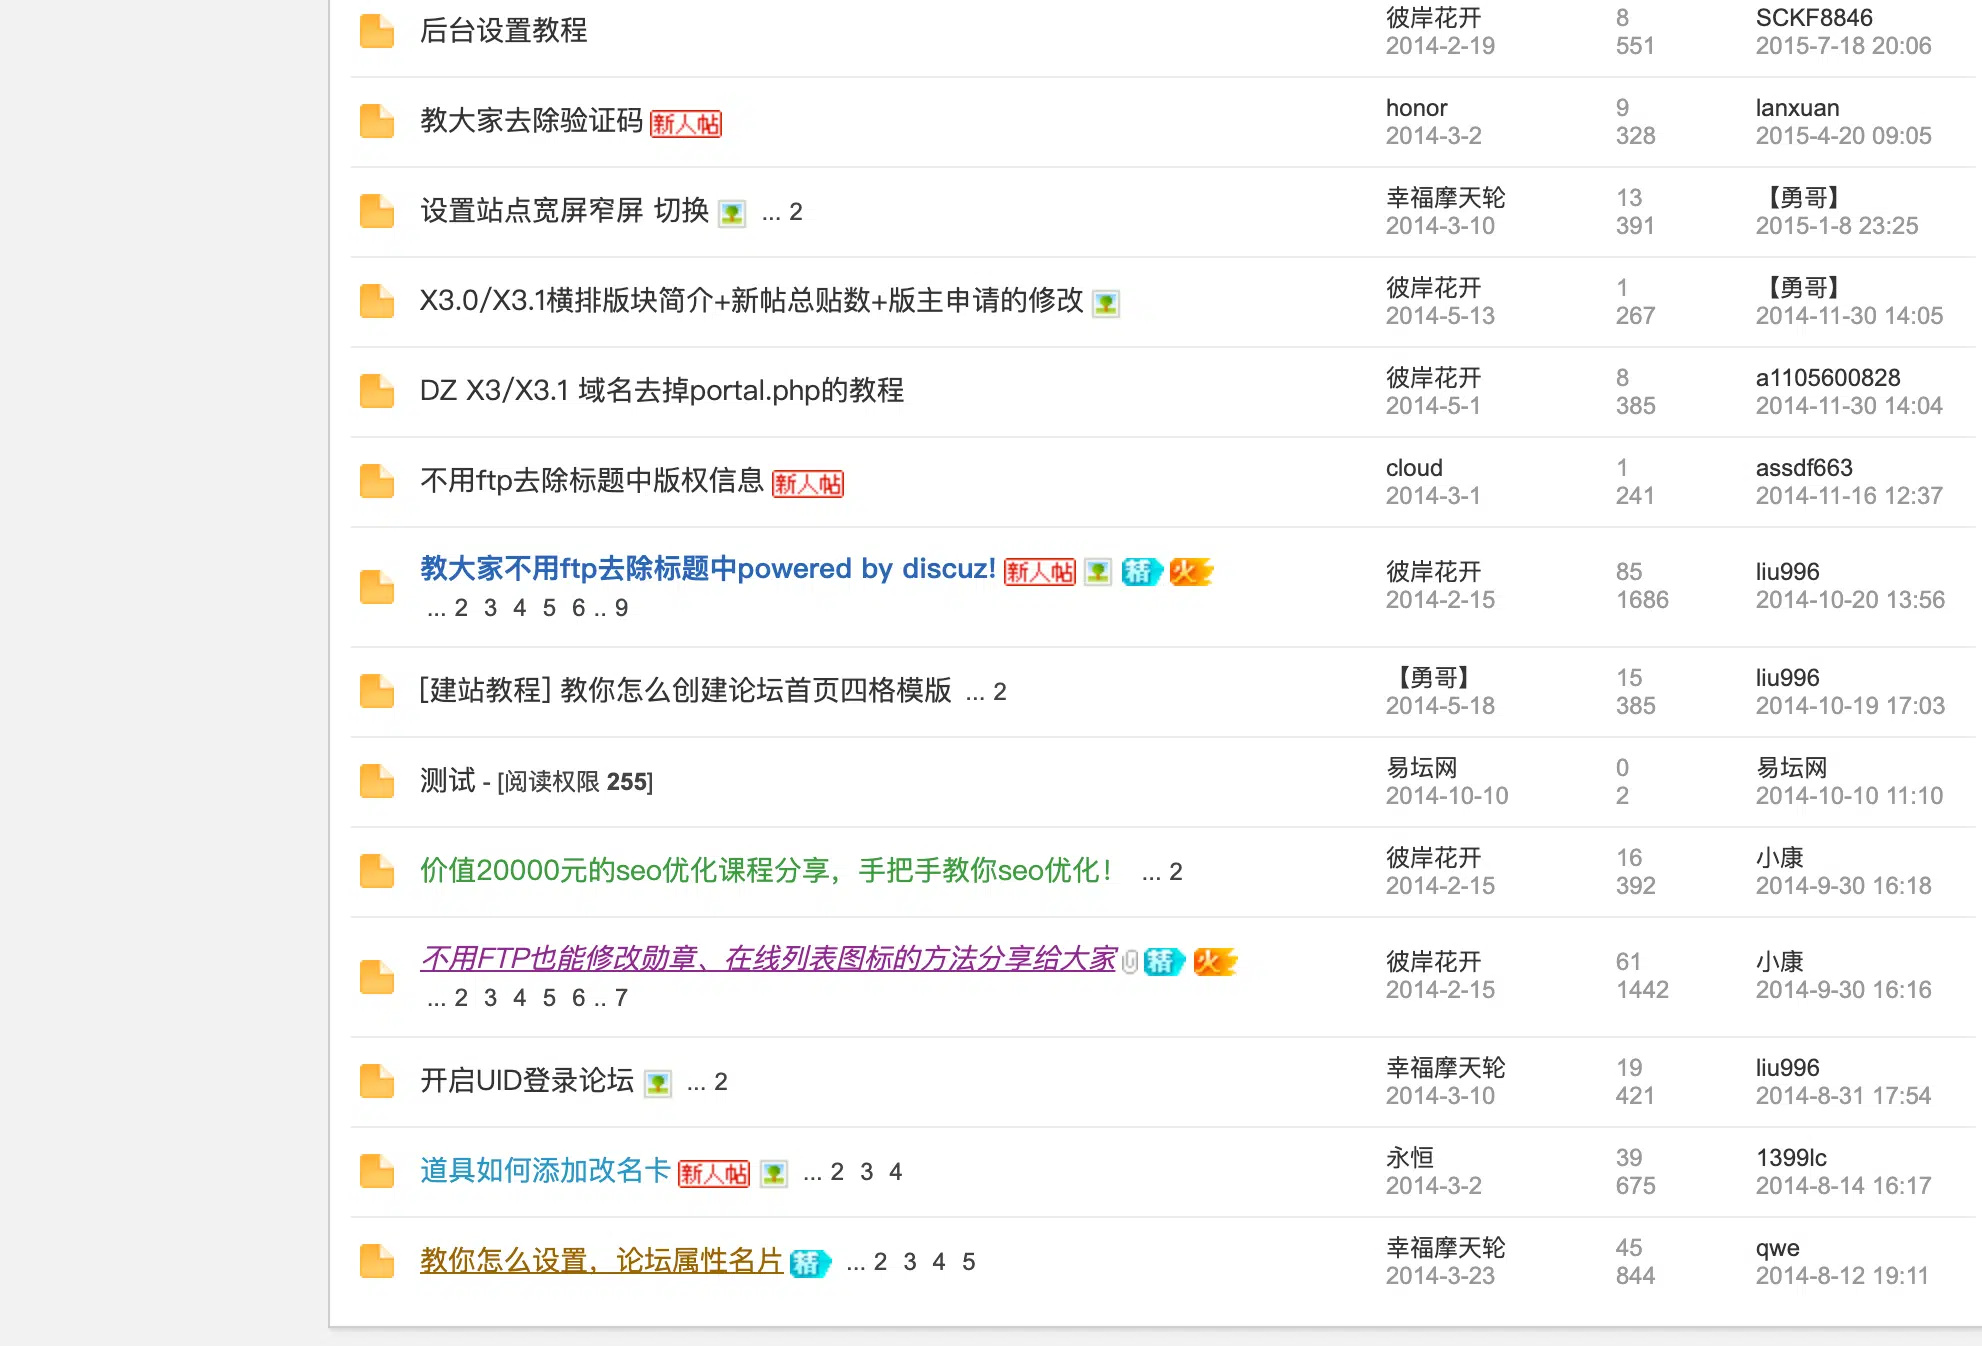 后台设置教程 彼岸花开 8 SCKF8846
2014-2-19 551 2015-7-18 20:06
教大家去除验证码 新人帖 honor 9 lanxuan
2014-3-2 328 2015-4-20 09:05
设置站点宽屏窄屏 切换 ... 2 幸福摩天轮 13 【勇哥】
2014-3-10 391 2015-1-8 23:25
X3.0/X3.1横排版块简介+新帖总贴数+版主申请的修改 彼岸花开 1 【勇哥】
2014-5-13 267 2014-11-30 14:05
DZ X3/X3.1 域名去掉portal.php的教程 彼岸花开 8 a1105600828
2014-5-1 385 2014-11-30 14:04
不用ftp去除标题中版权信息 新人帖 cloud 1 assdf663
2014-3-1 241 2014-11-16 12:37
教大家不用ftp去除标题中powered by discuz! 新人帖 精 火 彼岸花开 85 liu996
... 2 3 4 5 6 .. 9 2014-2-15 1686 2014-10-20 13:56
[建站教程] 教你怎么创建论坛首页四格模版 ... 2 【勇哥】 15 liu996
2014-5-18 385 2014-10-19 17:03
测试 - [阅读权限 255] 易坛网 0 易坛网
2014-10-10 2 2014-10-10 11:10
价值20000元的seo优化课程分享，手把手教你seo优化！ ... 2 彼岸花开 16 小康
2014-2-15 392 2014-9-30 16:18
不用FTP也能修改勋章、在线列表图标的方法分享给大家 精 火 彼岸花开 61 小康
... 2 3 4 5 6 .. 7 2014-2-15 1442 2014-9-30 16:16
开启UID登录论坛 ... 2 幸福摩天轮 19 liu996
2014-3-10 421 2014-8-31 17:54
道具如何添加改名卡 新人帖 ... 2 3 4 永恒 39 1399lc
2014-3-2 675 2014-8-14 16:17
教你怎么设置，论坛属性名片 精 ... 2 3 4 5 幸福摩天轮 45 qwe
2014-3-23 844 2014-8-12 19:11